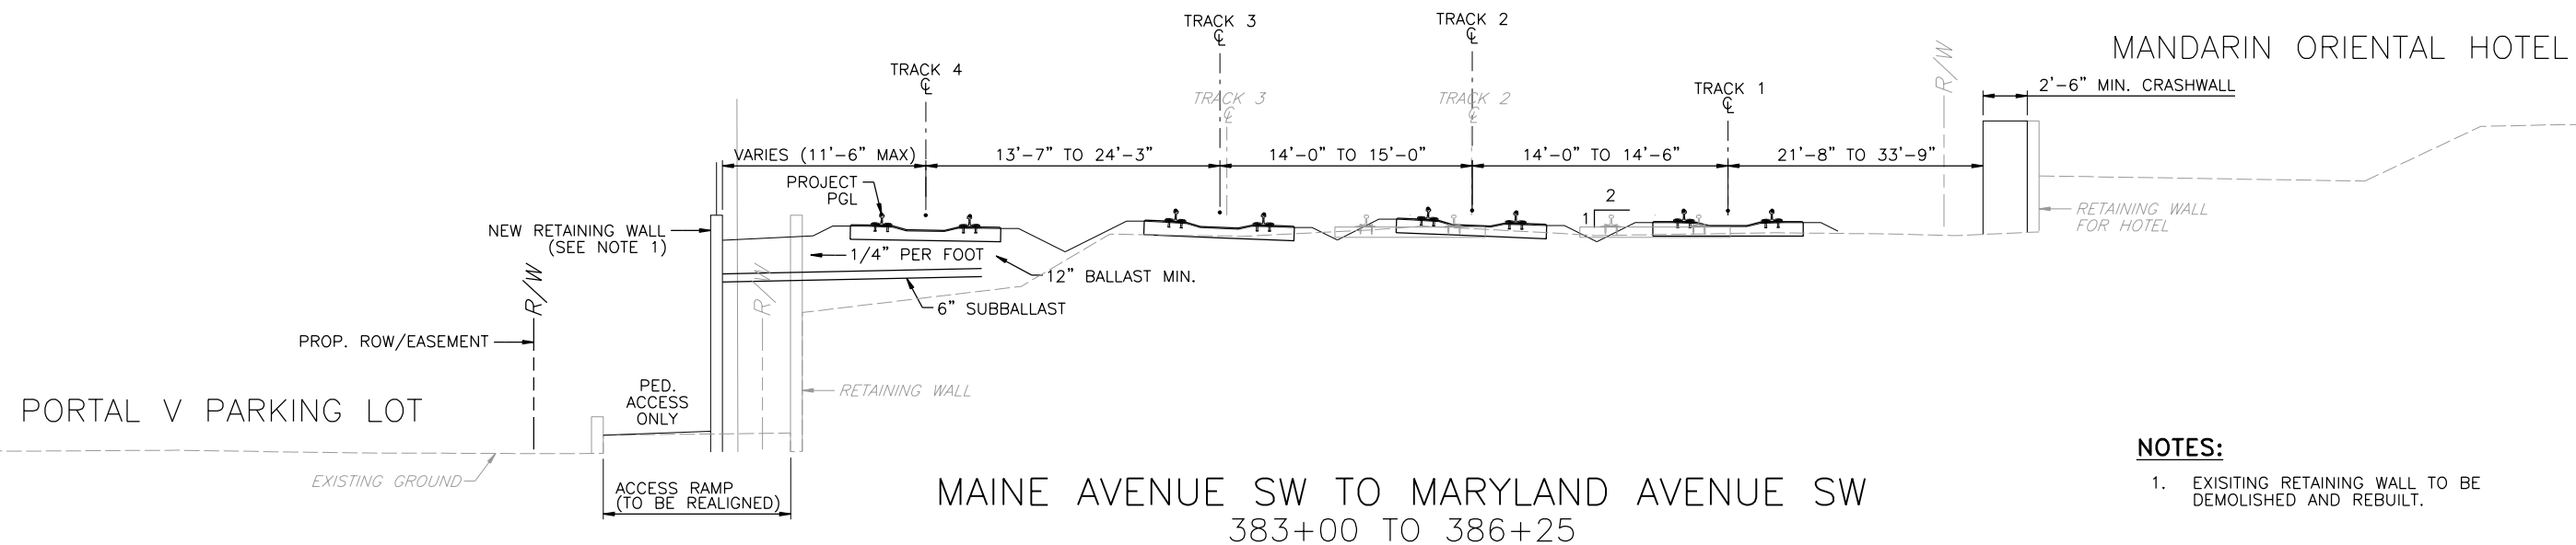 TRACK 3
℄
TRACK 2
℄
MANDARIN ORIENTAL HOTEL
R/W
TRACK 4
℄
2'-6" MIN. CRASHWALL
TRACK 1
℄
TRACK 3
℄
TRACK 2
℄
VARIES (11'-6" MAX)
13'-7" TO 24'-3"
14'-0" TO 15'-0"
14'-0" TO 14'-6"
21'-8" TO 33'-9"
PROJECT
PGL
2
1
RETAINING WALL
FOR HOTEL
NEW RETAINING WALL
(SEE NOTE 1)
1/4" PER FOOT
12" BALLAST MIN.
R/W
R/W
6" SUBBALLAST
PROP. ROW/EASEMENT
PED.
ACCESS
ONLY
RETAINING WALL
PORTAL V PARKING LOT
EXISTING GROUND
ACCESS RAMP
(TO BE REALIGNED)
MAINE AVENUE SW TO MARYLAND AVENUE SW
383+00 TO 386+25
NOTES:
1. EXISITING RETAINING WALL TO BE
DEMOLISHED AND REBUILT.